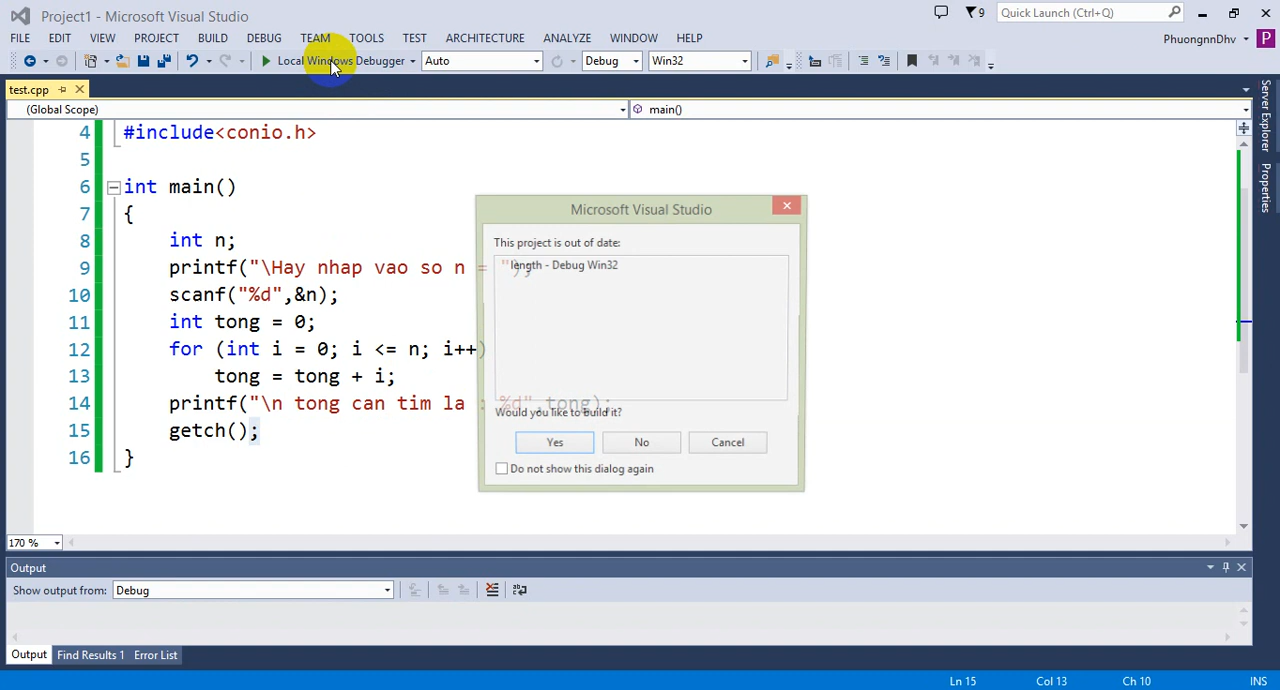 Project1 - Microsoft Visual Studio
9
Quick Launch (Ctrl+Q)
FILE EDIT VIEW PROJECT BUILD DEBUG TEAM TOOLS TEST ARCHITECTURE ANALYZE WINDOW HELP
PhuongnnDhv
P
Local Windows Debugger
Auto
Debug
Win32
test.cpp
(Global Scope)
main()
Server Explorer
Properties
4 #include<conio.h>
5
6 int main()
7 {
8 int n;
9 printf("\Hay nhap vao so n = ");
10 scanf("%d",&n);
11 int tong = 0;
12 for (int i = 0; i <= n; i++)
13 tong = tong + i;
14 printf("\n tong can tim la : %d",tong);
15 getch();
16 }
Microsoft Visual Studio
This project is out of date:
length - Debug Win32
Would you like to build it?
Yes No Cancel
Do not show this dialog again
170 %
Output
Show output from: Debug
Output Find Results 1 Error List
Ln 15 Col 13 Ch 10 INS